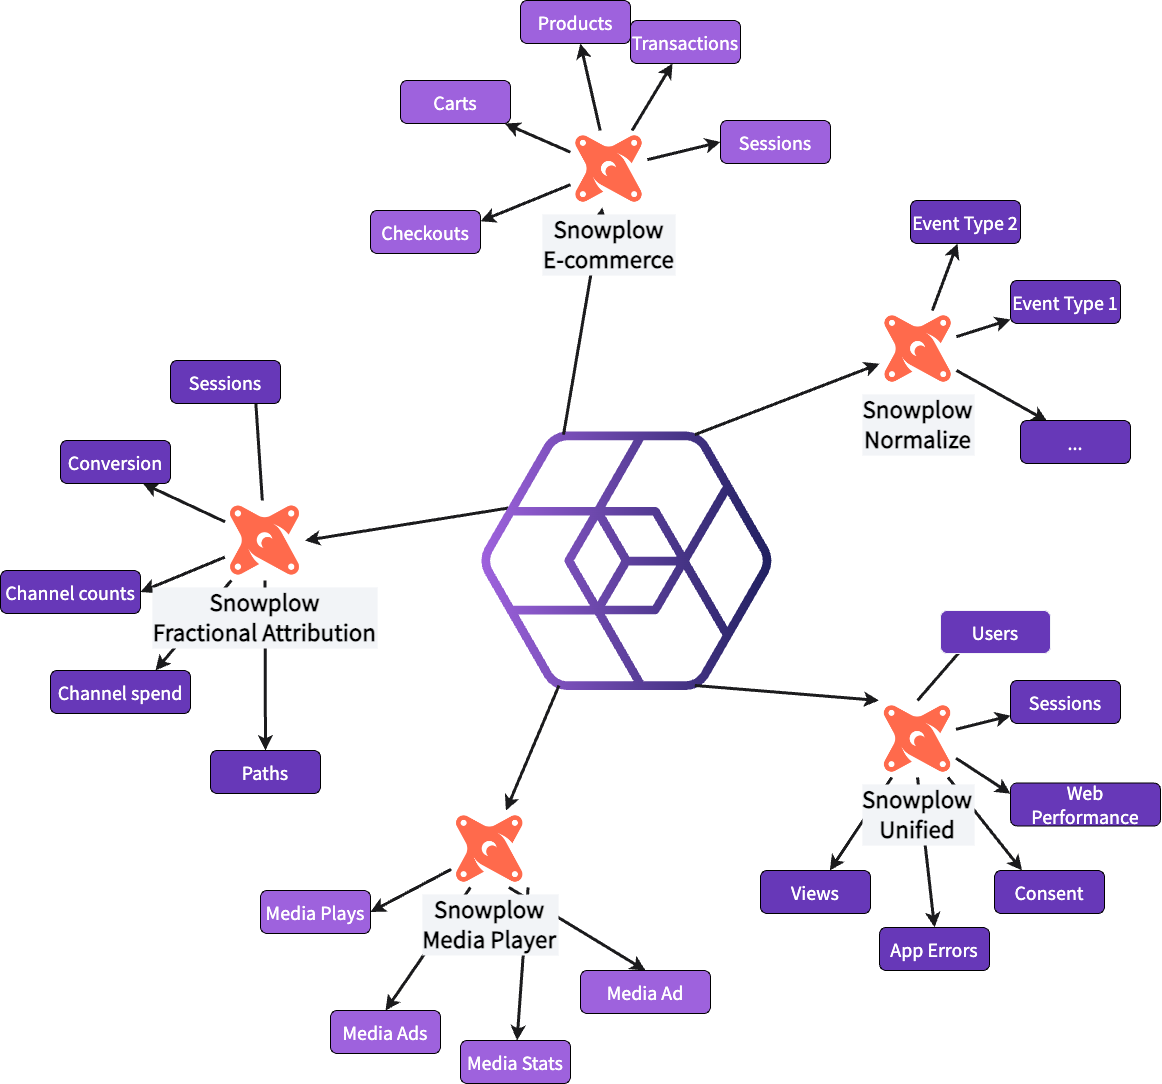 Products
Transactions
Carts
Sessions
Checkouts
Snowplow
E-commerce
Event Type 2
Event Type 1
Snowplow
Normalize
...
Sessions
Conversion
Channel counts
Snowplow
Fractional Attribution
Channel spend
Paths
Users
Sessions
Web
Performance
Snowplow
Unified
Views
Consent
App Errors
Media Plays
Snowplow
Media Player
Media Ad
Media Ads
Media Stats